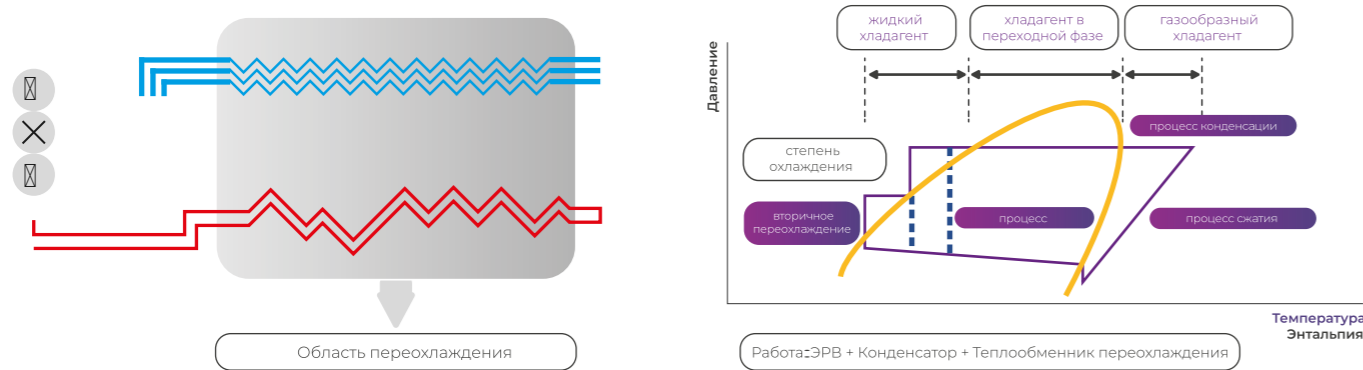 жидкий
хладагент
хладагент в
переходной фазе
газообразный
хладагент
Давление
процесс конденсации
степень
охлаждения
вторичное
переохлаждение
процесс
процесс сжатия
Температура
Энтальпия
Область переохлаждения
Работа:ЭРВ + Конденсатор + Теплообменник переохлаждения